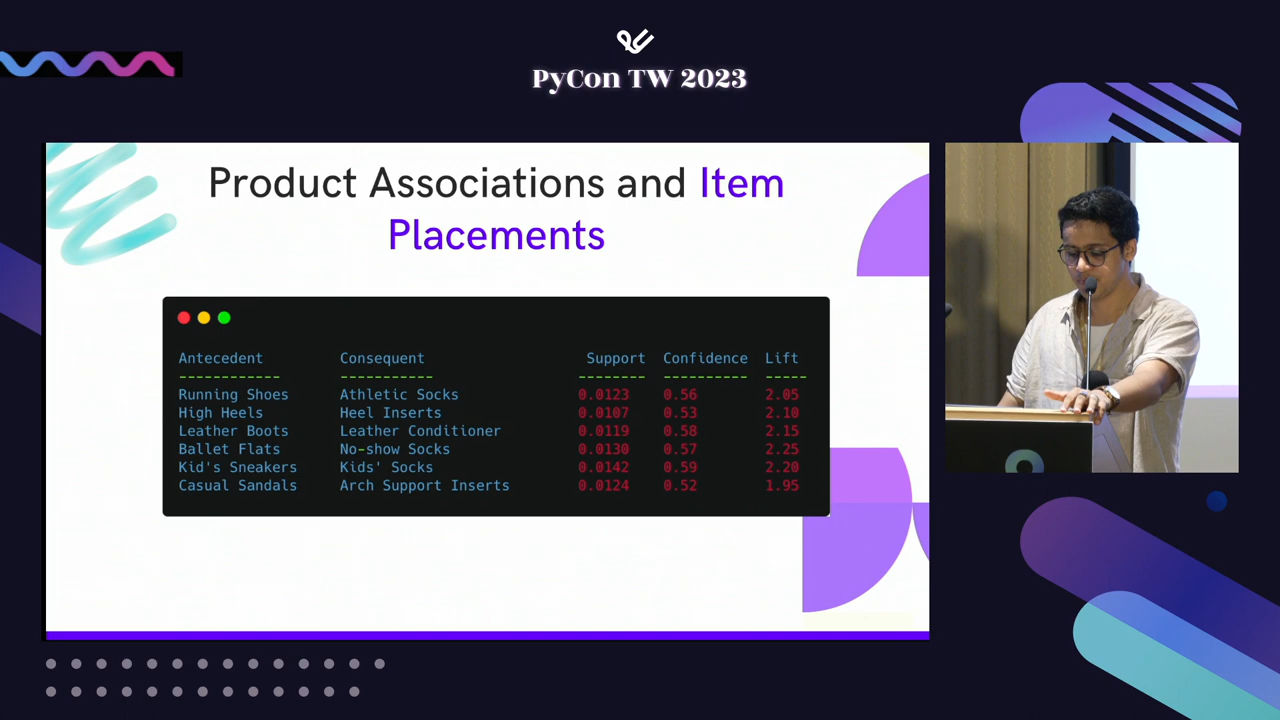 PyCon TW 2023
Product Associations and Item
Placements
Antecedent Consequent Support Confidence Lift
------------ ----------- -------- ---------- -----
Running Shoes Athletic Socks 0.0123 0.56 2.05
High Heels Heel Inserts 0.0107 0.53 2.10
Leather Boots Leather Conditioner 0.0119 0.58 2.15
Ballet Flats No-show Socks 0.0130 0.57 2.25
Kid's Sneakers Kids' Socks 0.0142 0.59 2.20
Casual Sandals Arch Support Inserts 0.0124 0.52 1.95